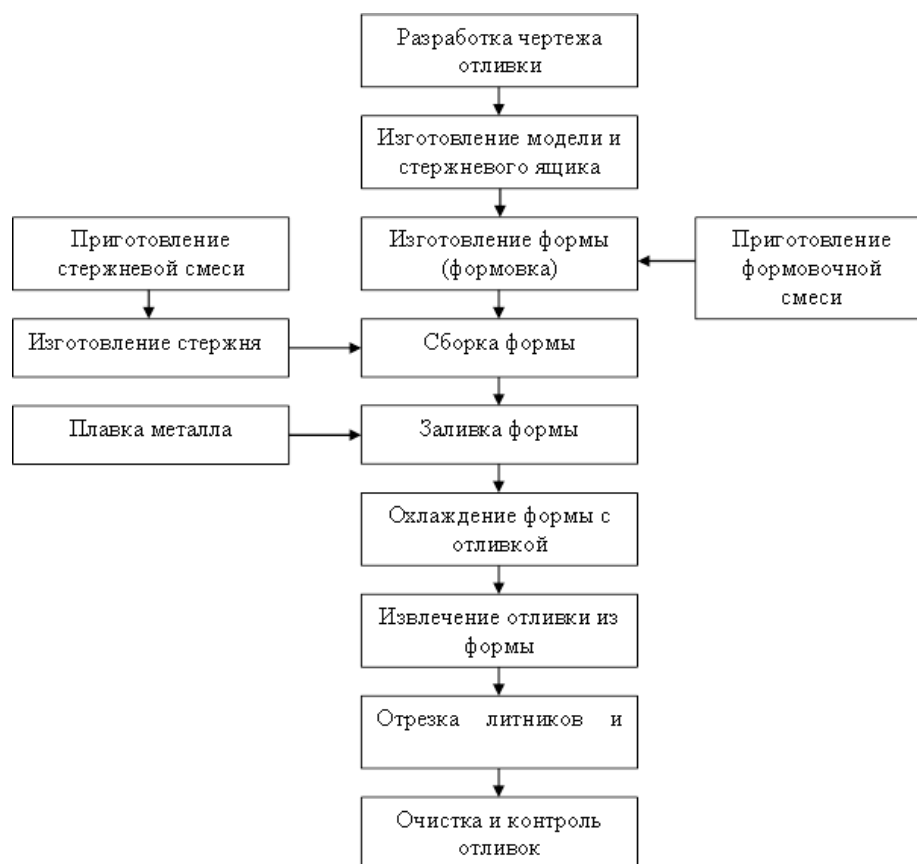 Разработка чертежа
отливки
Изготовление модели и
стержневого ящика
Приготовление
стержневой смеси
Изготовление формы
(формовка)
Приготовление
формовочной
смеси
Изготовление стержня
Сборка формы
Плавка металла
Заливка формы
Охлаждение формы с
отливкой
Извлечение отливки из
формы
Отрезка литников и
Очистка и контроль
отливок